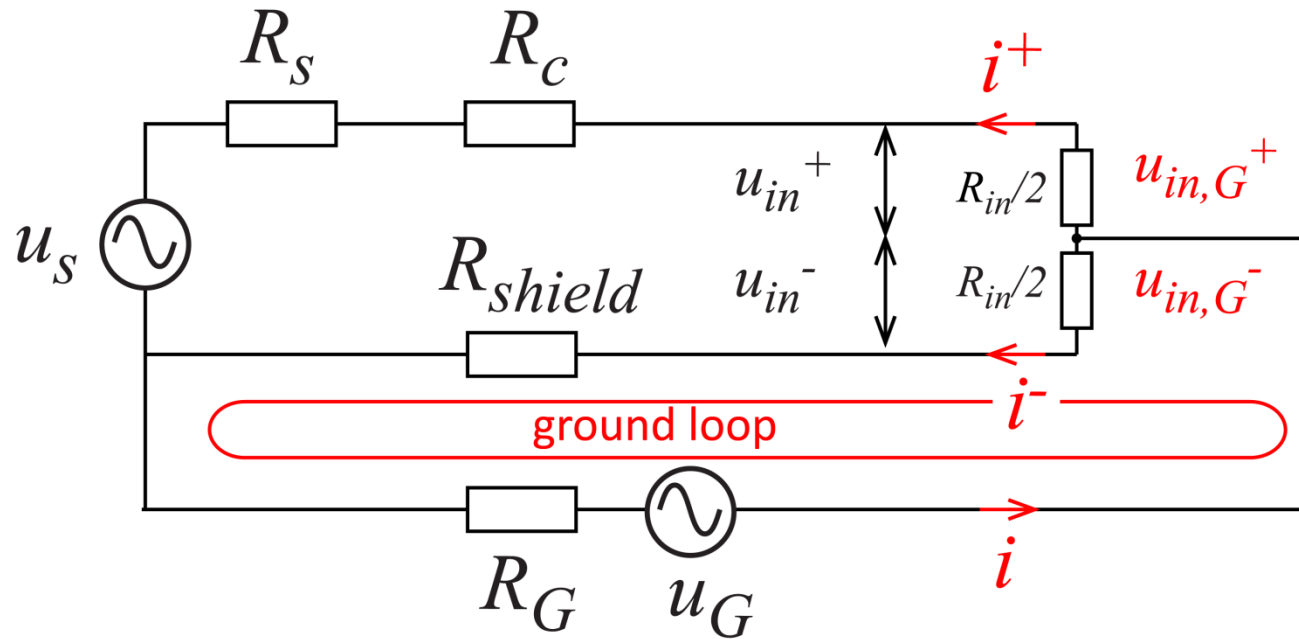 R_s
R_c
i^+
u_in^+
R_in/2
u_in,G^+
u_s
R_shield
u_in^-
R_in/2
u_in,G^-
i^-
ground loop
R_G
u_G
i